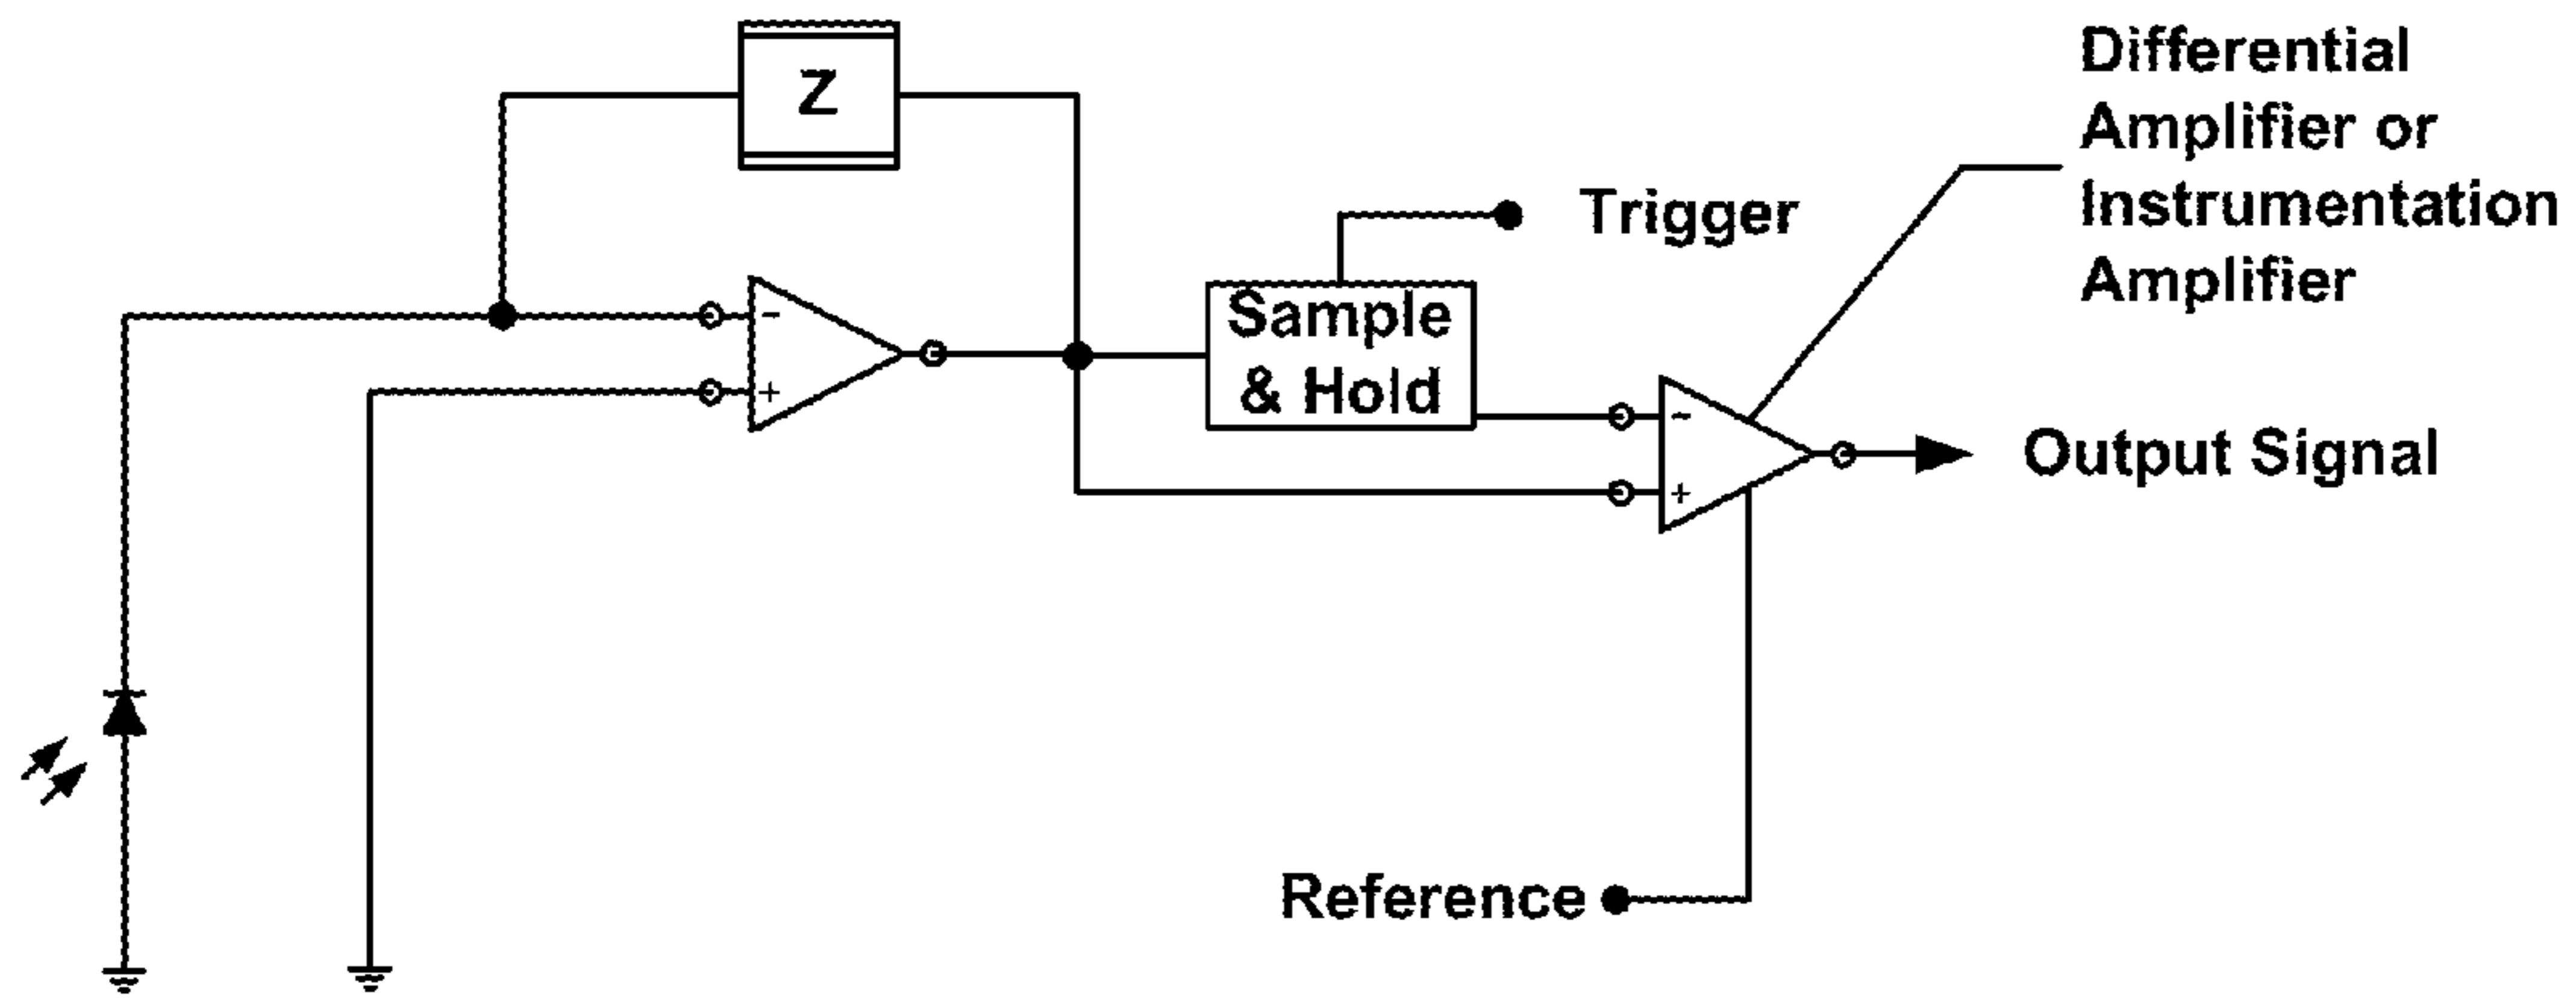 Differential
Amplifier or
Instrumentation
Amplifier
Z
Trigger
Sample
& Hold
-
+
-
+
Output Signal
Reference